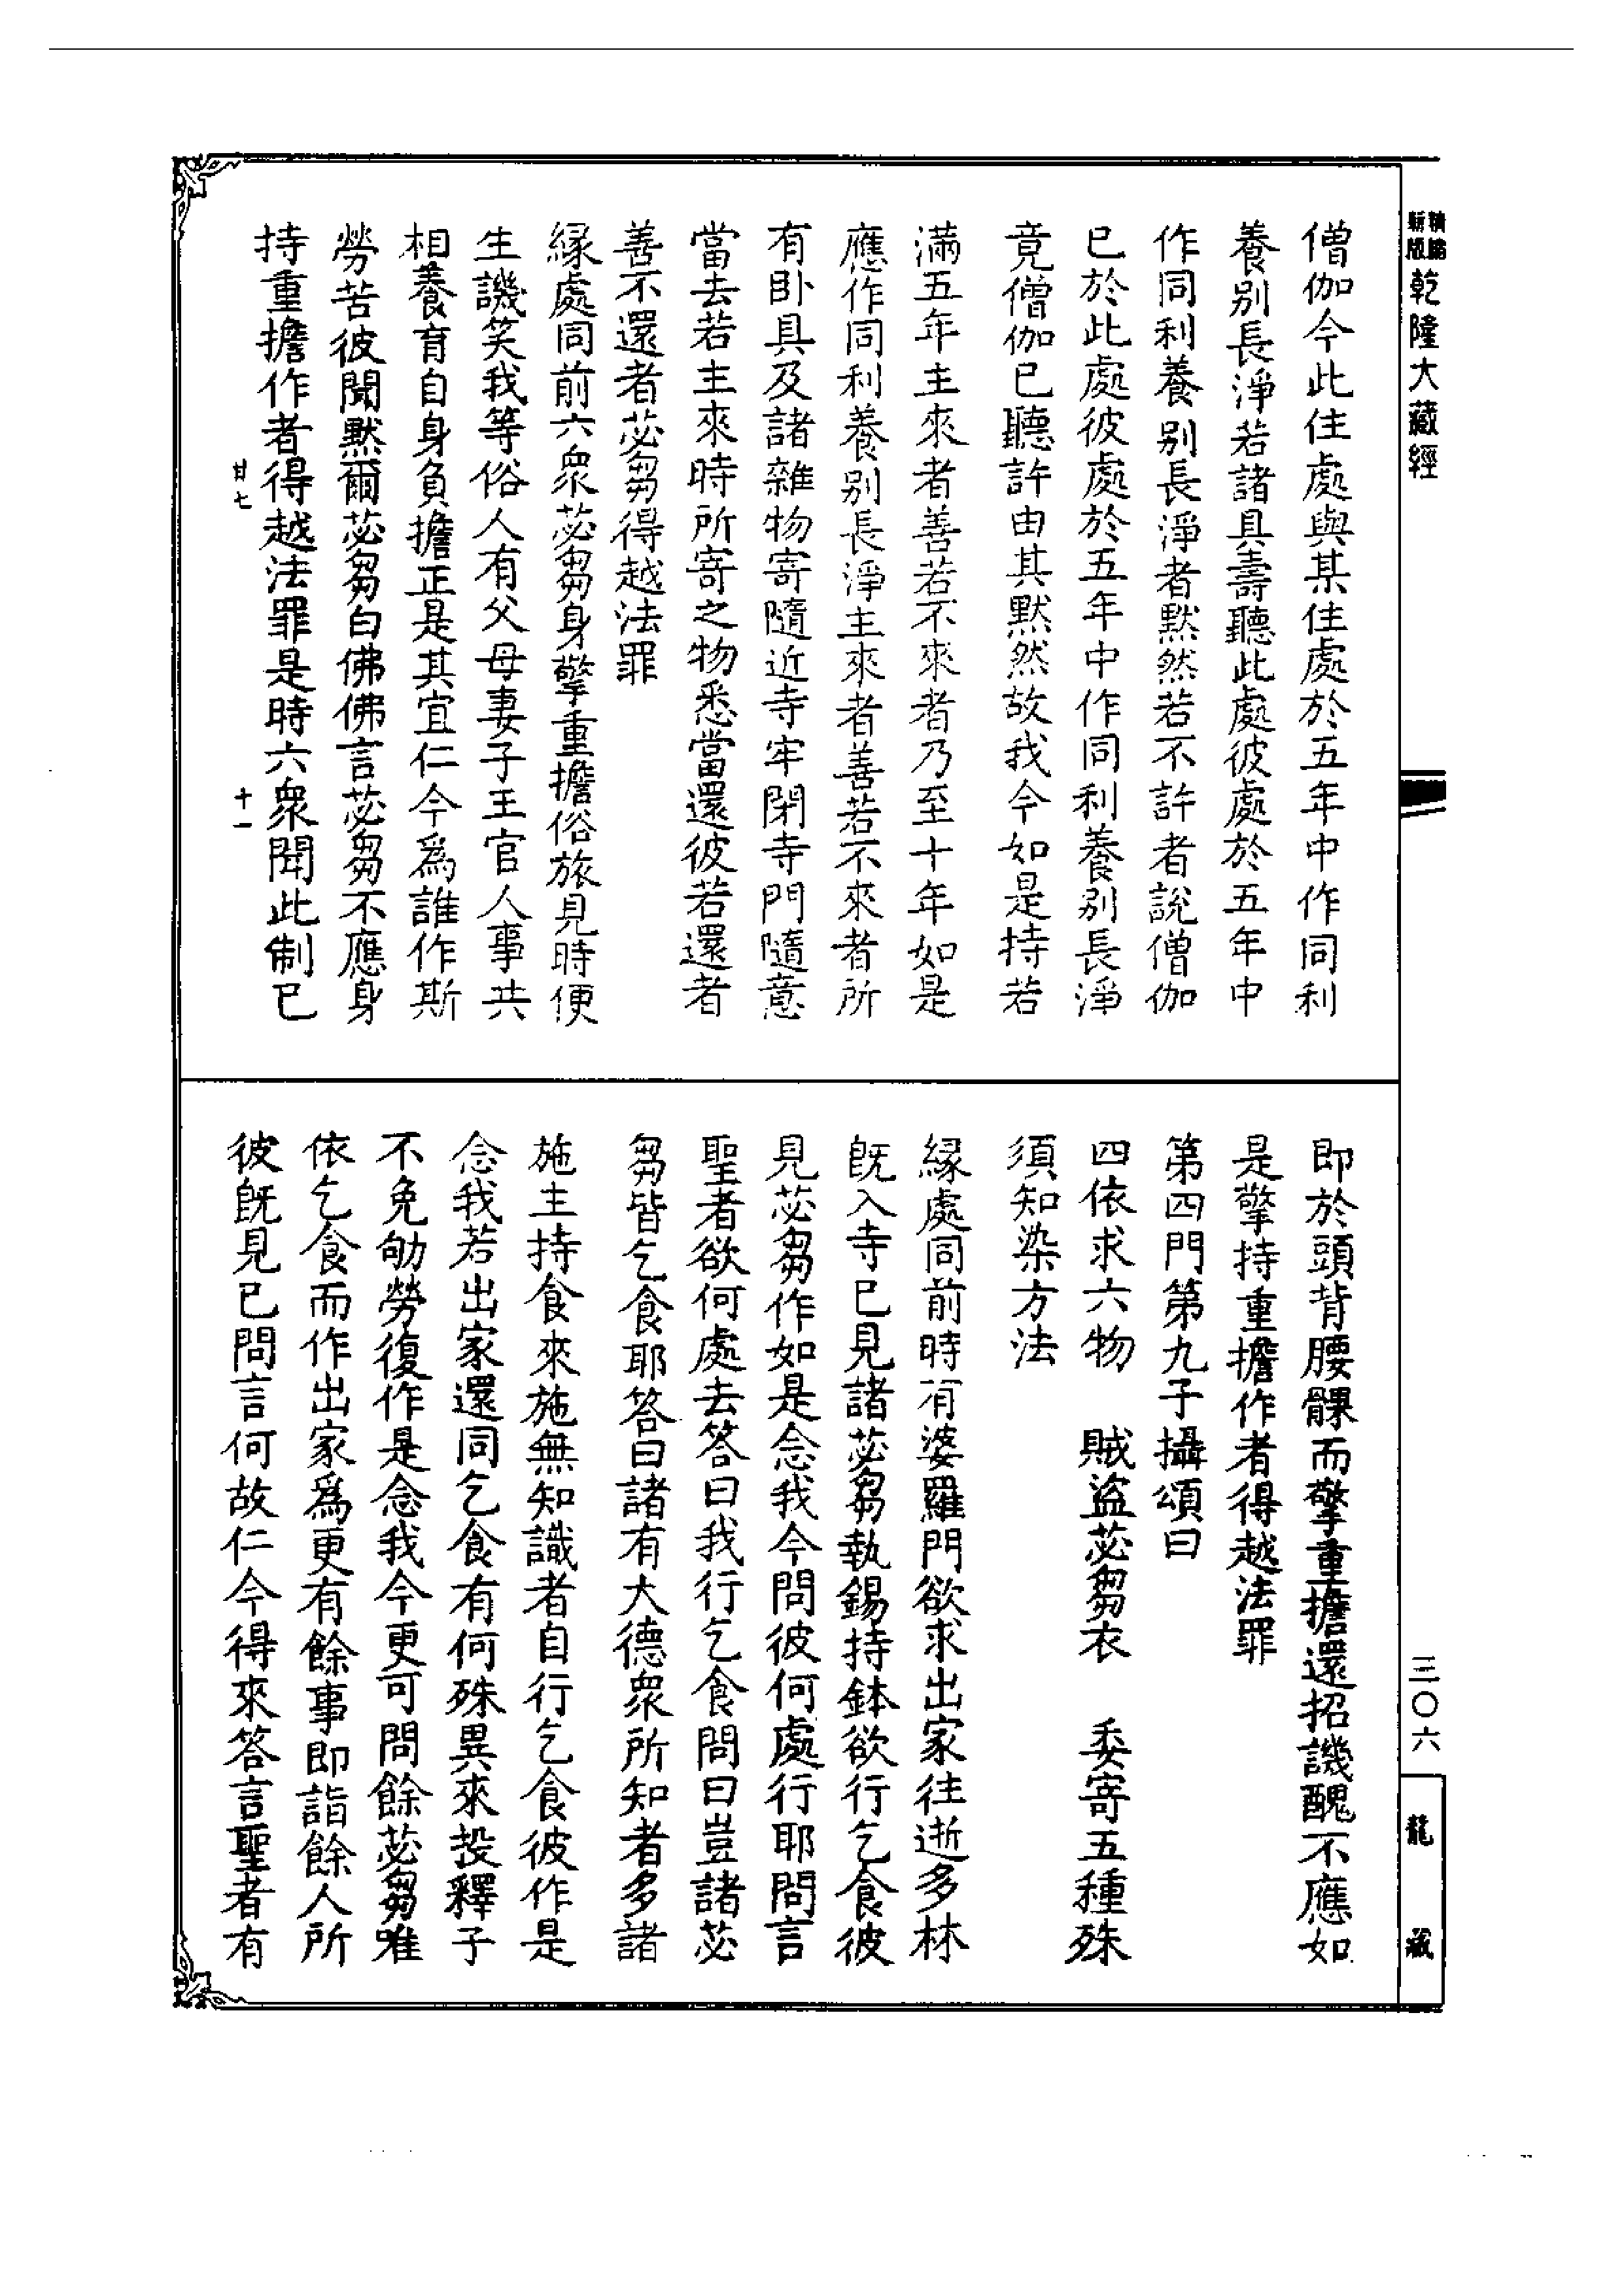 精編
新版
乾隆大藏經
僧伽今此住處與某住處於五年中作同利
養別長淨若諸具壽聽此處彼處於五年中
作同利養別長淨者默然若不許者說僧伽
已於此處彼處於五年中作同利養別長淨
竟僧伽已聽許由其默然故我今如是持若
滿五年主來者善若不來者乃至十年如是
應作同利養別長淨主來者善若不來者所
有卧具及諸雜物寄隨近寺牢閉寺門隨意
當去若主來時所寄之物悉當還彼若還者
善不還者苾芻得越法罪
緣處同前六衆苾芻身擎重擔俗旅見時便
生譏笑我等俗人有父母妻子王官人事共
相養育自身負擔正是其宜仁今爲誰作斯
勞苦彼聞默爾苾芻白佛佛言苾芻不應身
持重擔作者得越法罪是時六衆聞此制已
甘七 十一
即於頭背腰髁而擎重擔還招譏醜不應如
是擎持重擔作者得越法罪
第四門第九子攝頌曰
四依求六物 賊盜苾芻衣 委寄五種殊
須知染方法
緣處同前時有婆羅門欲求出家往逝多林
既入寺已見諸苾芻執錫持鉢欲行乞食彼
見苾芻作如是念我今問彼何處行耶問言
聖者欲何處去答曰我行乞食問曰豈諸苾
芻皆乞食耶答曰諸有大德衆所知者多諸
施主持食來施無知識者自行乞食彼作是
念我若出家還同乞食有何殊異來投釋子
不免劬勞復作是念我今更可問餘苾芻唯
依乞食而作出家爲更有餘事即詣餘人所
彼既見已問言何故仁今得來答言聖者有
三〇六
龍藏